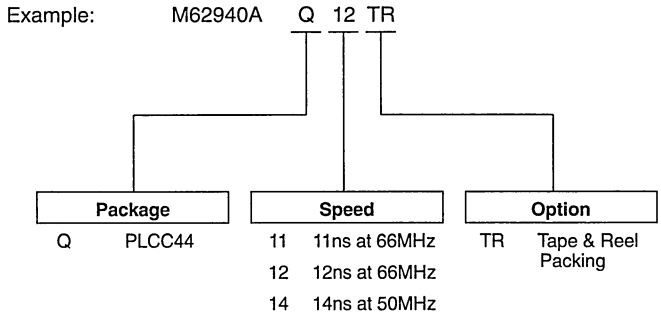 Example: M62940A Q 12 TR
Package Speed Option
Q PLCC44 11 11ns at 66MHz TR Tape & Reel
Packing
12 12ns at 66MHz
14 14ns at 50MHz